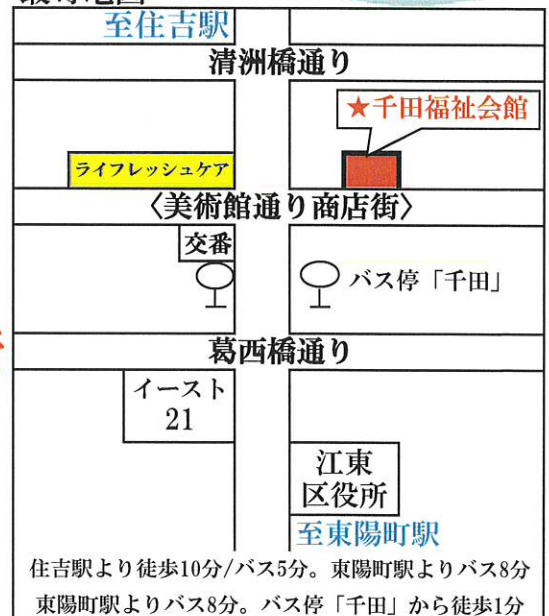 至住吉駅
清洲橋通り
★千田福祉会館
ライフレッシュケア
〈美術館通り商店街〉
交番
バス停「千田」
葛西橋通り
イースト
21
江東
区役所
至東陽町駅
住吉駅より徒歩10分/バス5分。東陽町駅よりバス8分
東陽町駅よりバス8分。バス停「千田」から徒歩1分